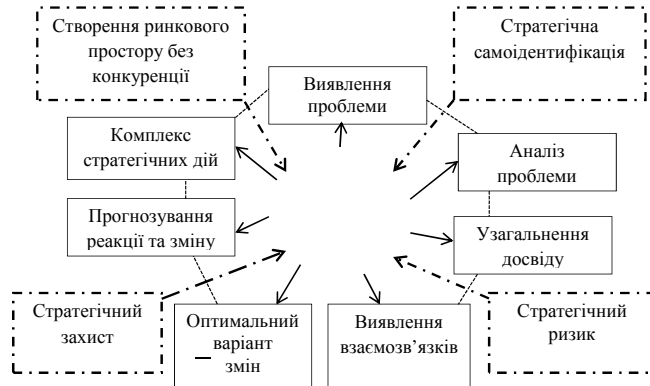 Створення ринкового
простору без
конкуренції
Стратегічна
самоідентифікація
Виявлення
проблеми
Комплекс
стратегічних дій
Аналіз
проблеми
Прогнозування
реакції та зміну
Узагальнення
досвіду
Стратегічний
захист
Оптимальний
варіант
змін
Виявлення
взаємозв’язків
Стратегічний
ризик